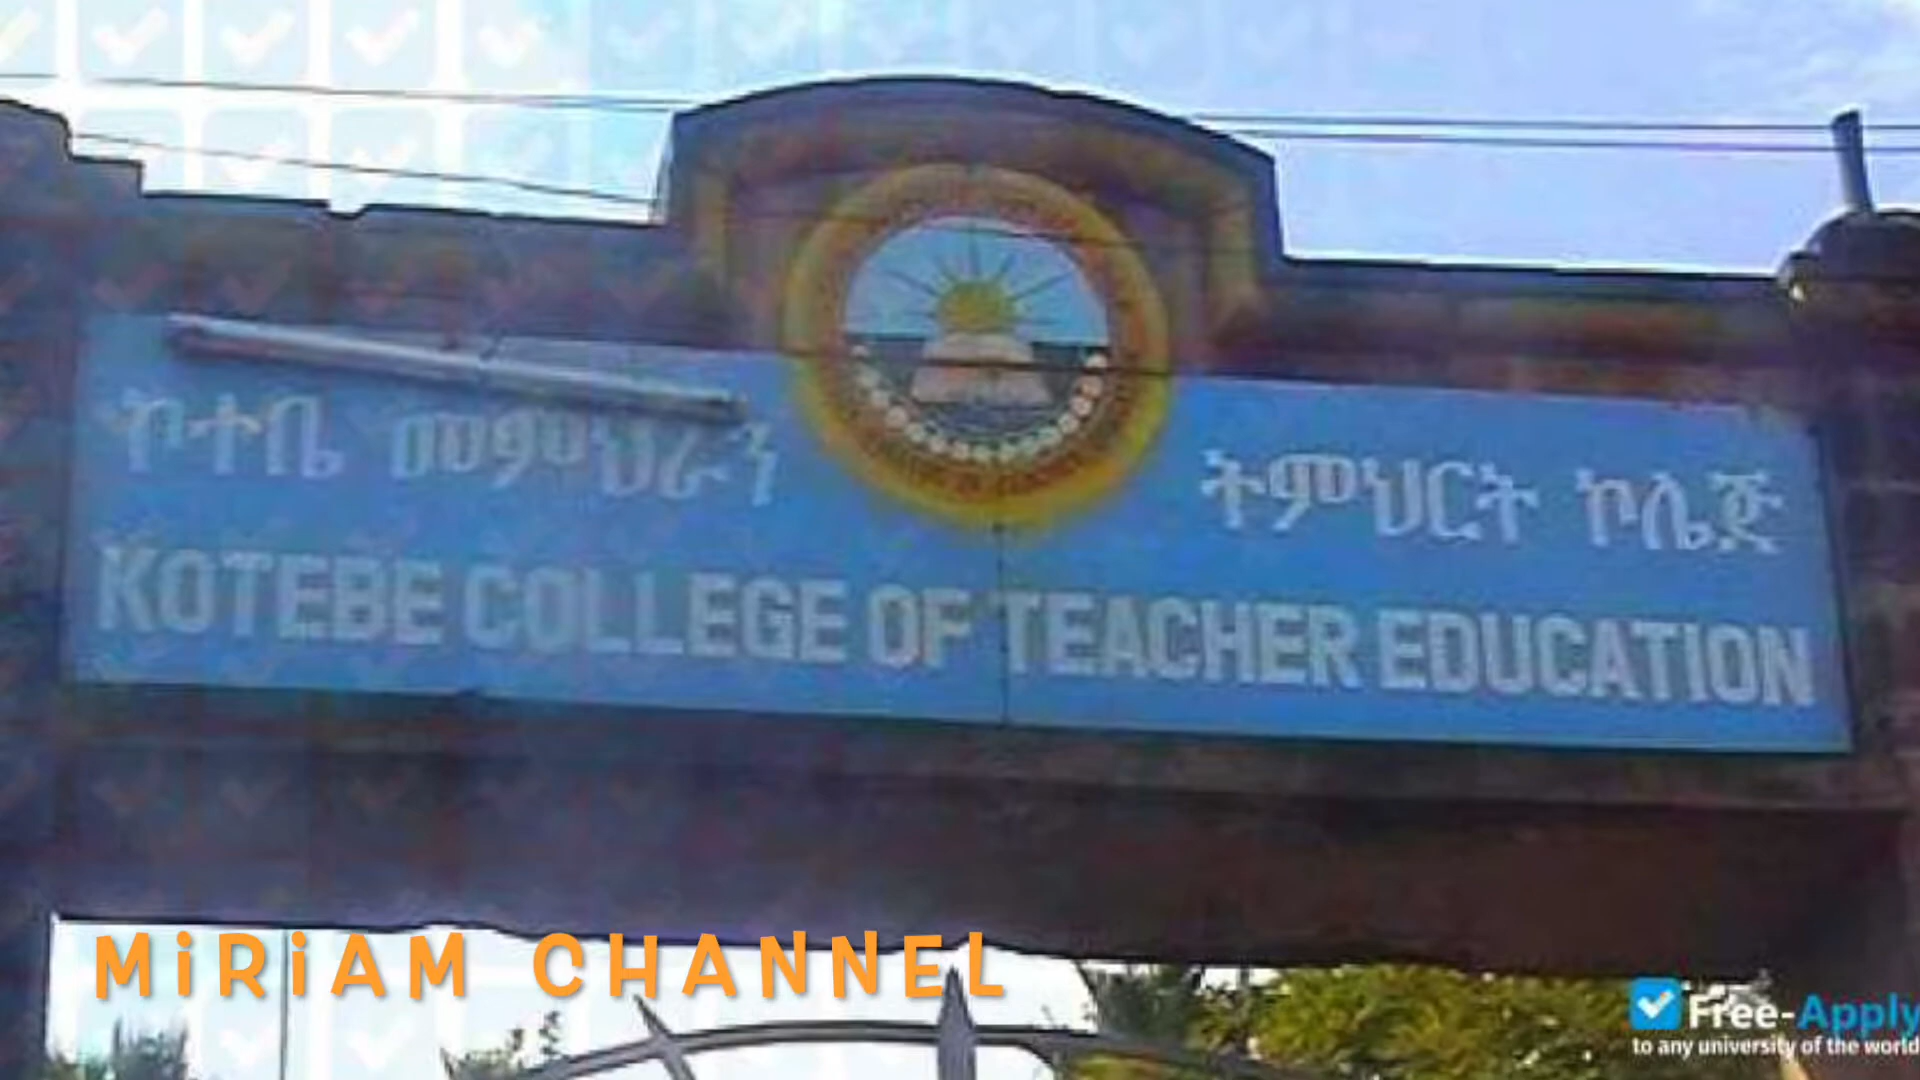 ኮተቤ መምህራን ትምህርት ኮሌጅ
KOTEBE COLLEGE OF TEACHER EDUCATION
MiRiAM CHANNEL
Free-Apply
to any university of the world